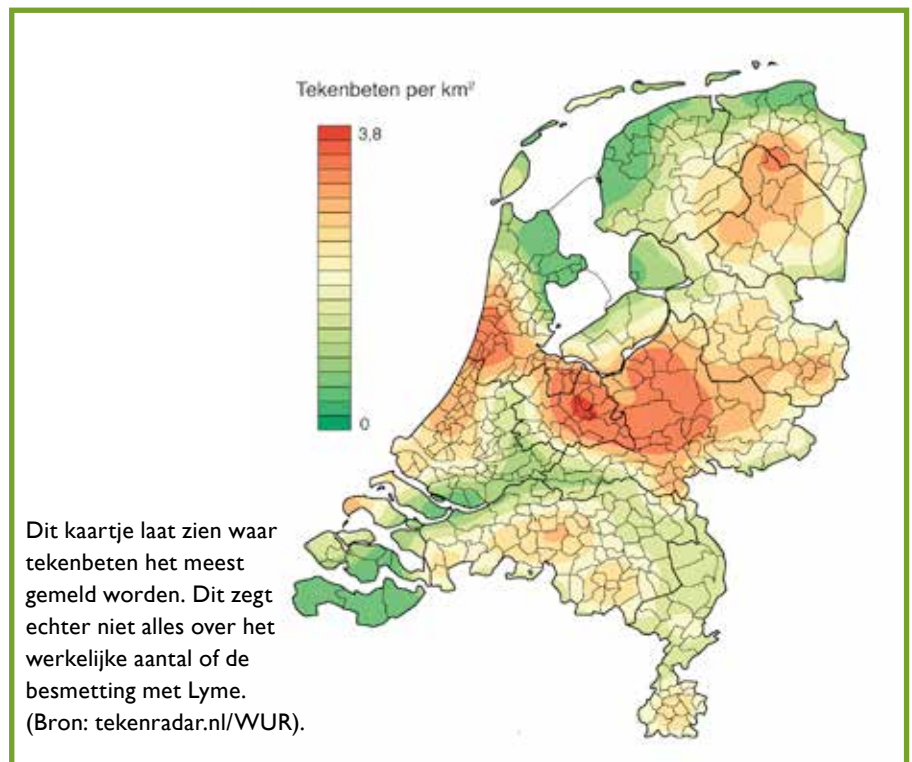 Tekenbeten per km²
3,8
0
Dit kaartje laat zien waar
tekenbeten het meest
gemeld worden. Dit zegt
echter niet alles over het
werkelijke aantal of de
besmetting met Lyme.
(Bron: tekenradar.nl/WUR).